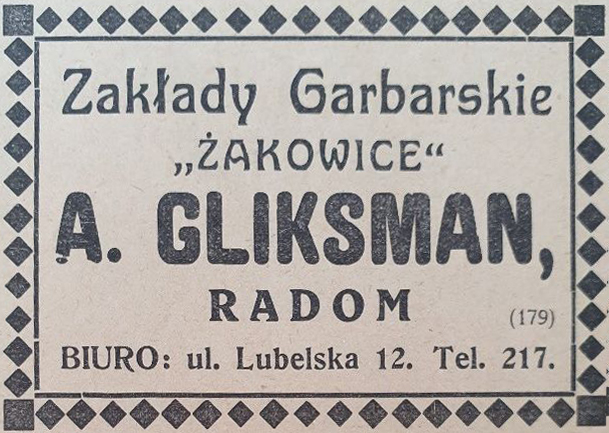 Zakłady Garbarskie
„ŻAKOWICE“
A. GLIKSMAN,
RADOM
(179)
BIURO: ul. Lubelska 12. Tel. 217.